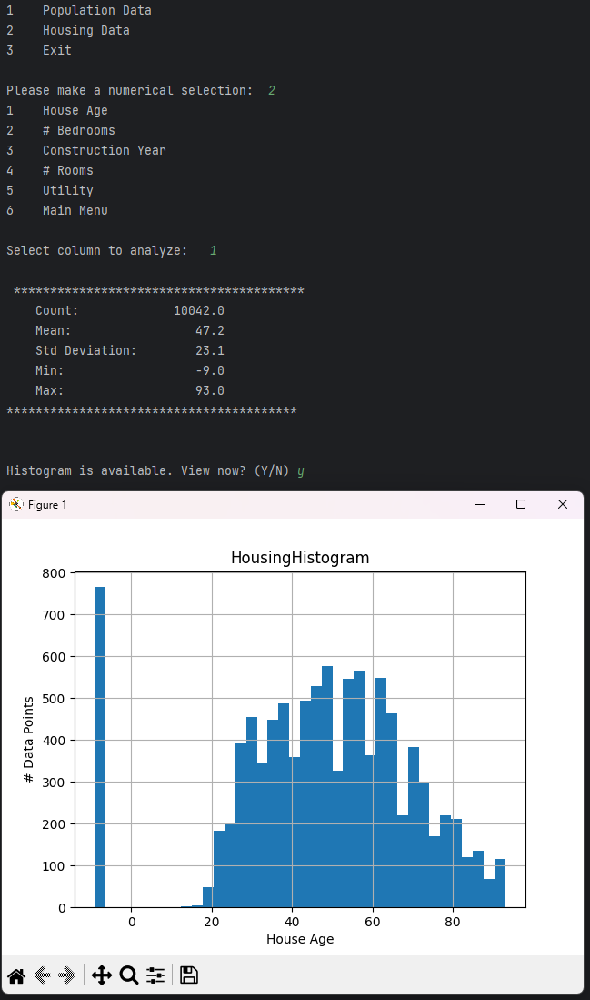 1    Population Data
2    Housing Data
3    Exit
Please make a numerical selection:  2
1    House Age
2    # Bedrooms
3    Construction Year
4    # Rooms
5    Utility
6    Main Menu
Select column to analyze:   1
****************************************
Count:             10042.0
Mean:                 47.2
Std Deviation:        23.1
Min:                  -9.0
Max:                  93.0
****************************************
Histogram is available. View now? (Y/N) y
Figure 1
HousingHistogram
800
700
600
500
400
300
200
100
0
# Data Points
0 20 40 60 80
House Age